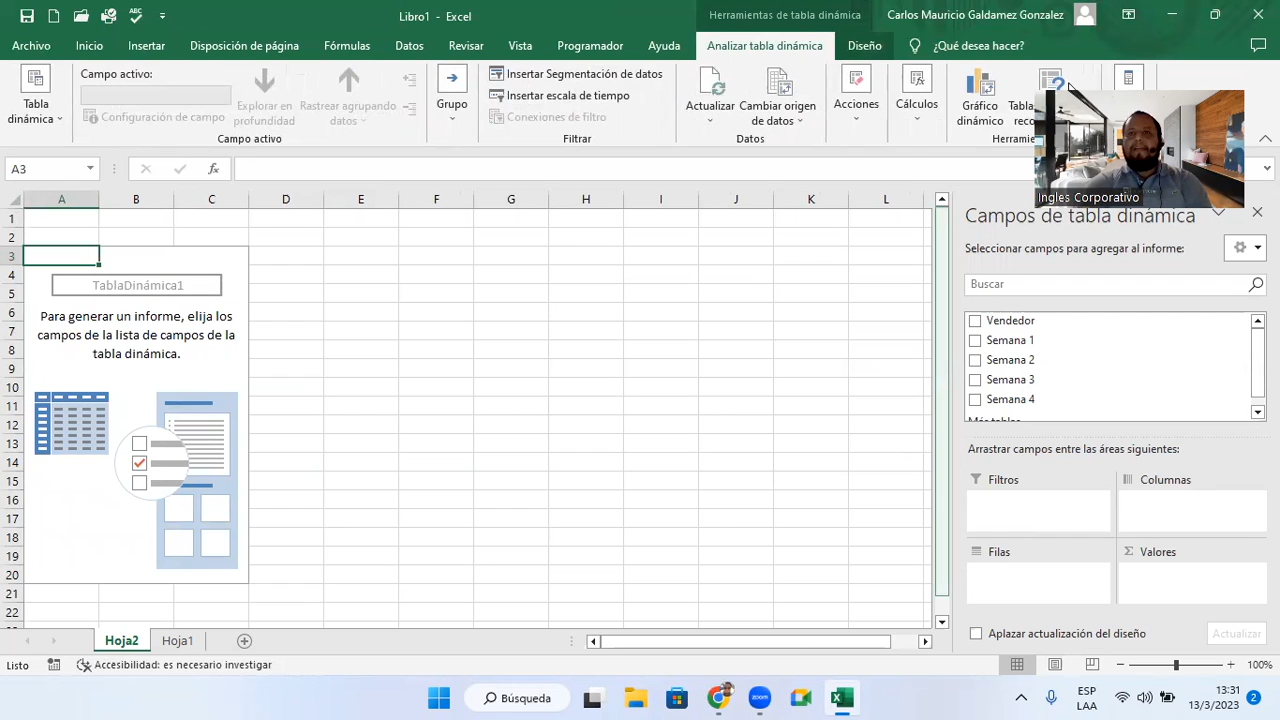 Libro1 - Excel
Herramientas de tabla dinámica
Carlos Mauricio Galdamez Gonzalez
Archivo
Inicio
Insertar
Disposición de página
Fórmulas
Datos
Revisar
Vista
Programador
Ayuda
Analizar tabla dinámica
Diseño
¿Qué desea hacer?
Tabla dinámica
Campo activo:
Configuración de campo
Explorar en profundidad
Rastrear agrupando datos
Campo activo
Grupo
Insertar Segmentación de datos
Insertar escala de tiempo
Conexiones de filtro
Filtrar
Actualizar
Cambiar origen de datos
Datos
Acciones
Cálculos
Gráfico dinámico
A3
fx
Ingles Corporativo
A B C D E F G H I J K L
1
2
3
4
5
6
7
8
9
10
11
12
13
14
15
16
17
18
19
20
21
22
TablaDinámica1
Para generar un informe, elija los
campos de la lista de campos de la
tabla dinámica.
Campos de tabla dinámica
Seleccionar campos para agregar al informe:
Buscar
Vendedor
Semana 1
Semana 2
Semana 3
Semana 4
Arrastrar campos entre las áreas siguientes:
Filtros
Columnas
Filas
Σ Valores
Aplazar actualización del diseño
Actualizar
Hoja2
Hoja1
Listo
Accesibilidad: es necesario investigar
100%
Búsqueda
zoom
ESP
LAA
13:31
13/3/2023
2